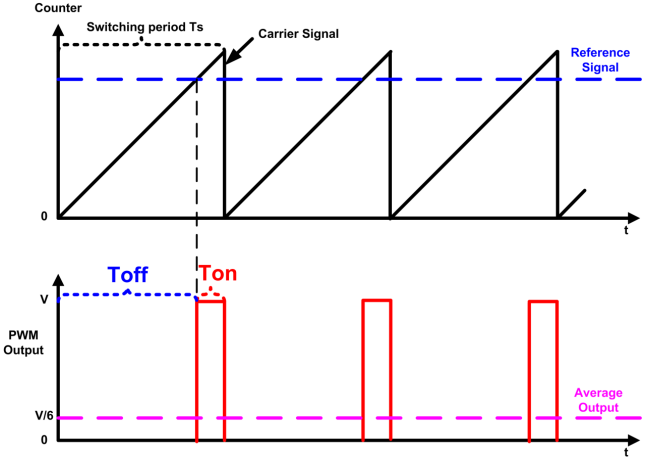 Counter
Switching period Ts
Carrier Signal
Reference
Signal
0
t
Toff
Ton
V
PWM
Output
Average
Output
V/6
0
t